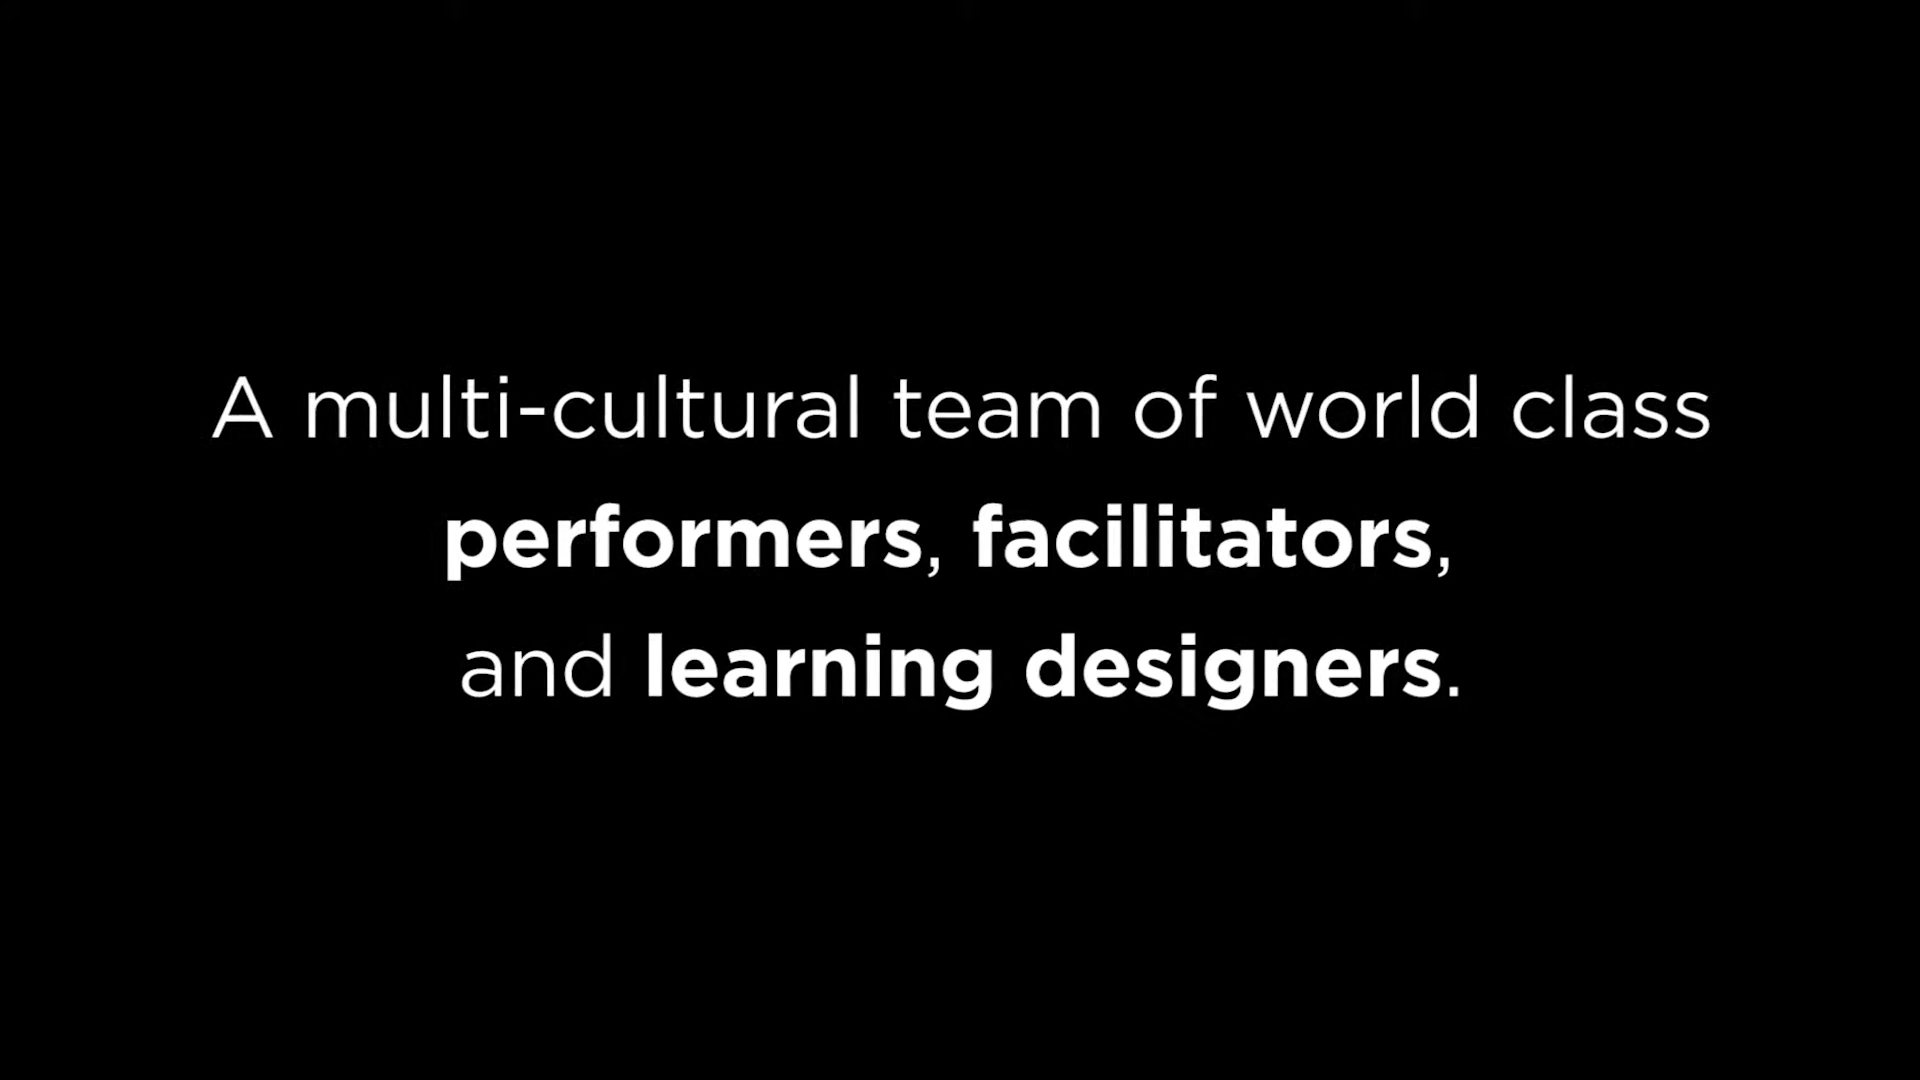 A multi-cultural team of world class
performers, facilitators,
and learning designers.